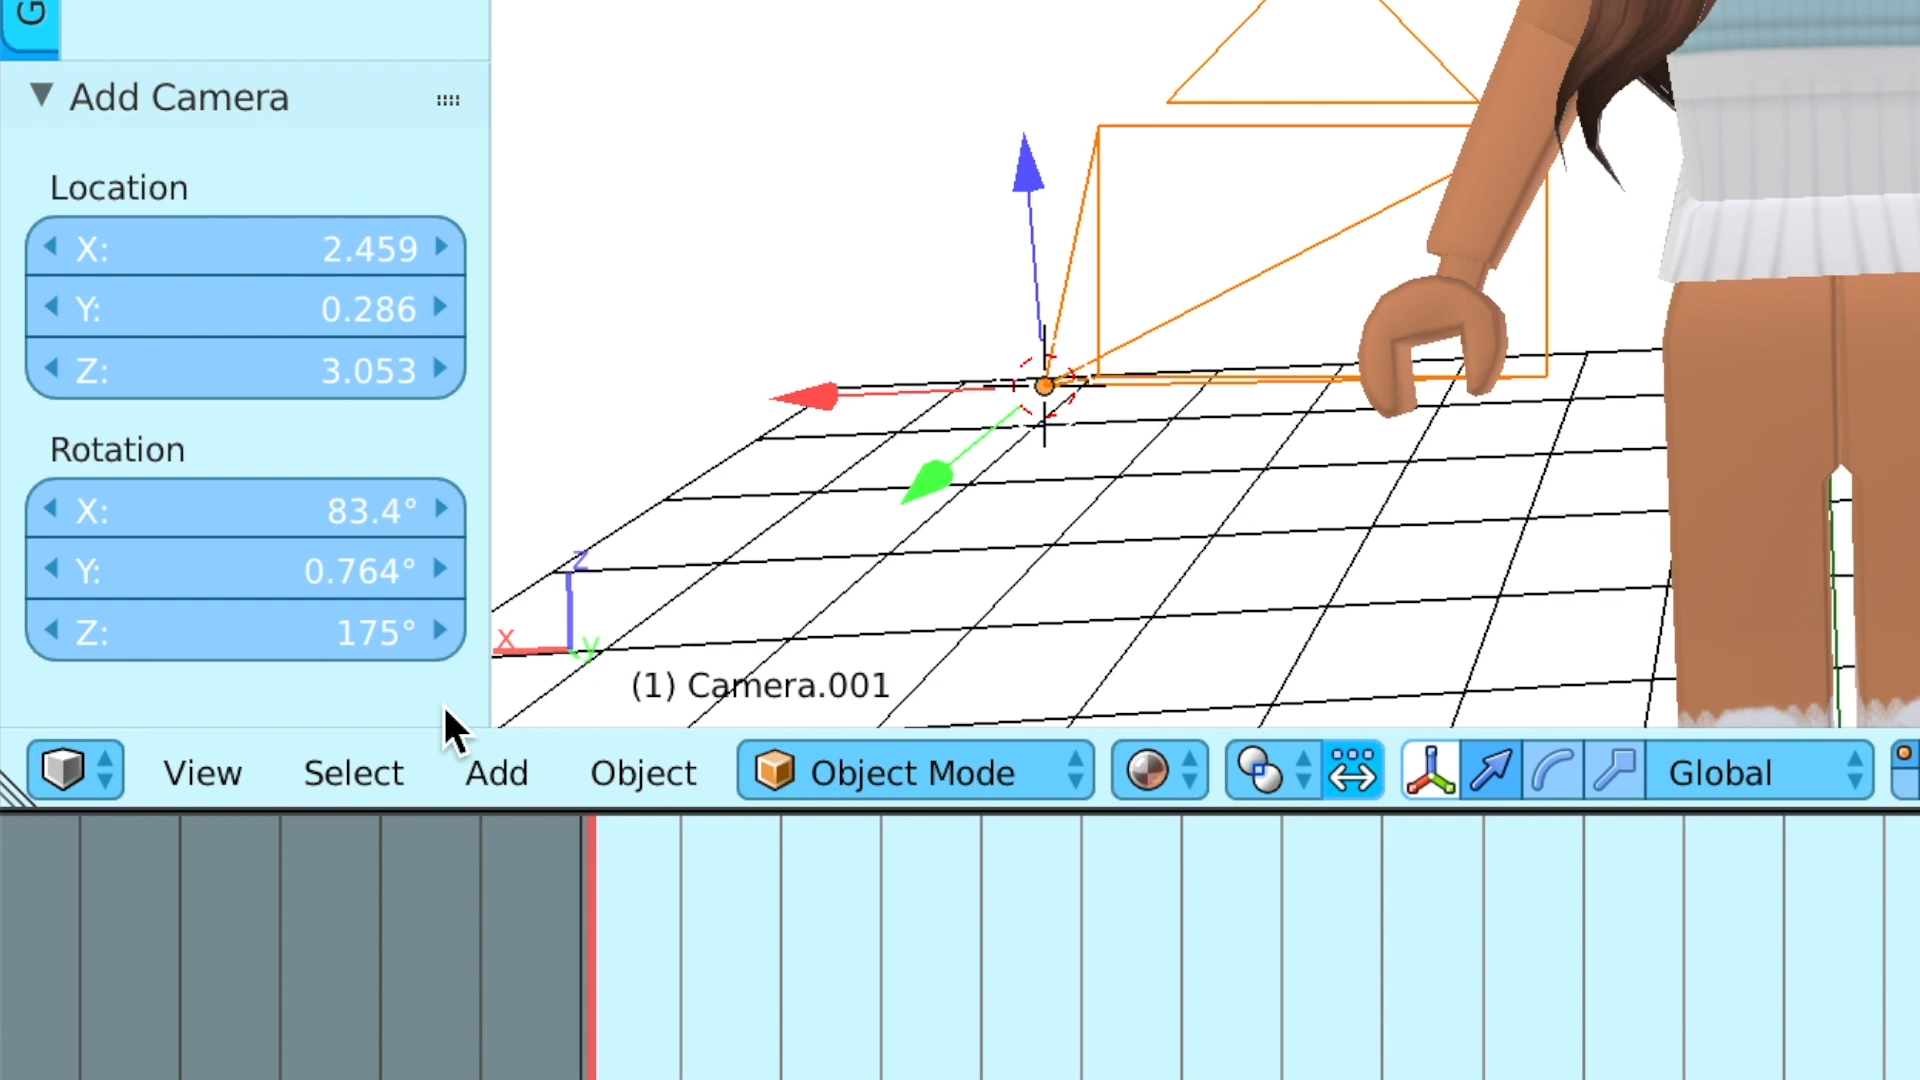 G
Add Camera
Location
X: 2.459
Y: 0.286
Z: 3.053
Rotation
X: 83.4°
Y: 0.764°
Z: 175°
z
x y
(1) Camera.001
View Select Add Object Object Mode Global